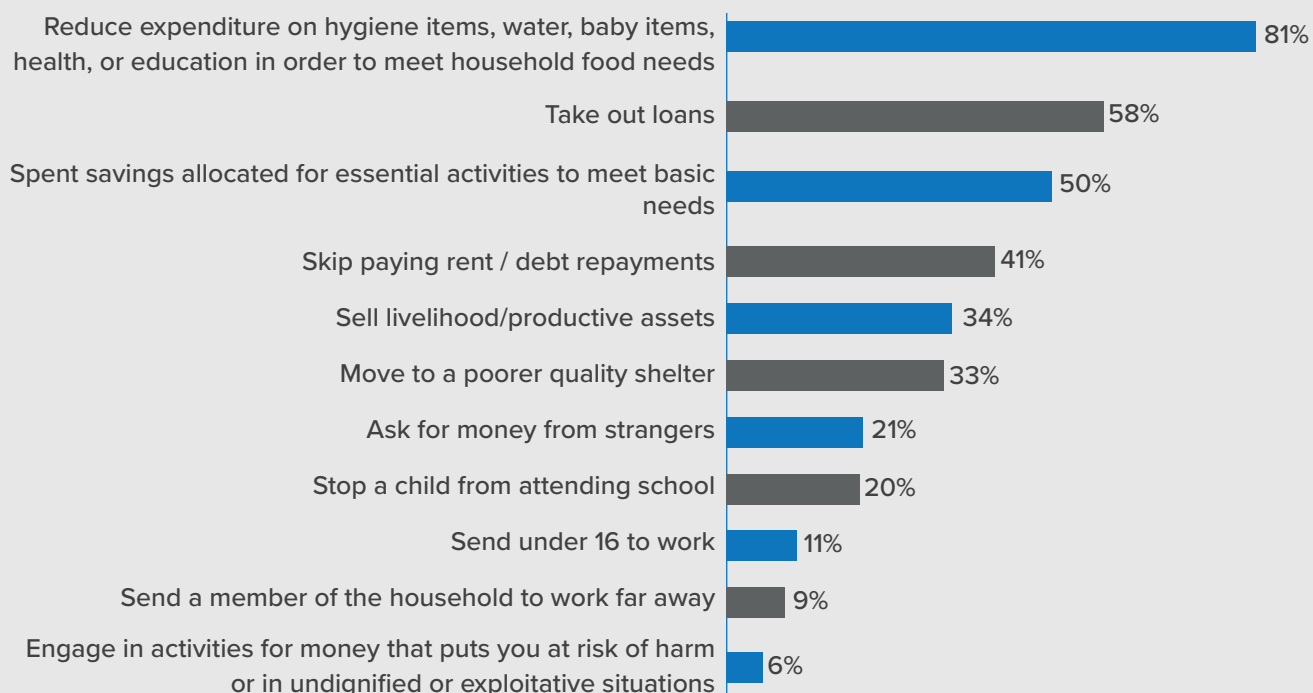 Reduce expenditure on hygiene items, water, baby items,
health, or education in order to meet household food needs
81%
Take out loans
58%
Spent savings allocated for essential activities to meet basic
needs
50%
Skip paying rent / debt repayments
41%
Sell livelihood/productive assets
34%
Move to a poorer quality shelter
33%
Ask for money from strangers
21%
Stop a child from attending school
20%
Send under 16 to work
11%
Send a member of the household to work far away
9%
Engage in activities for money that puts you at risk of harm
or in undignified or exploitative situations
6%